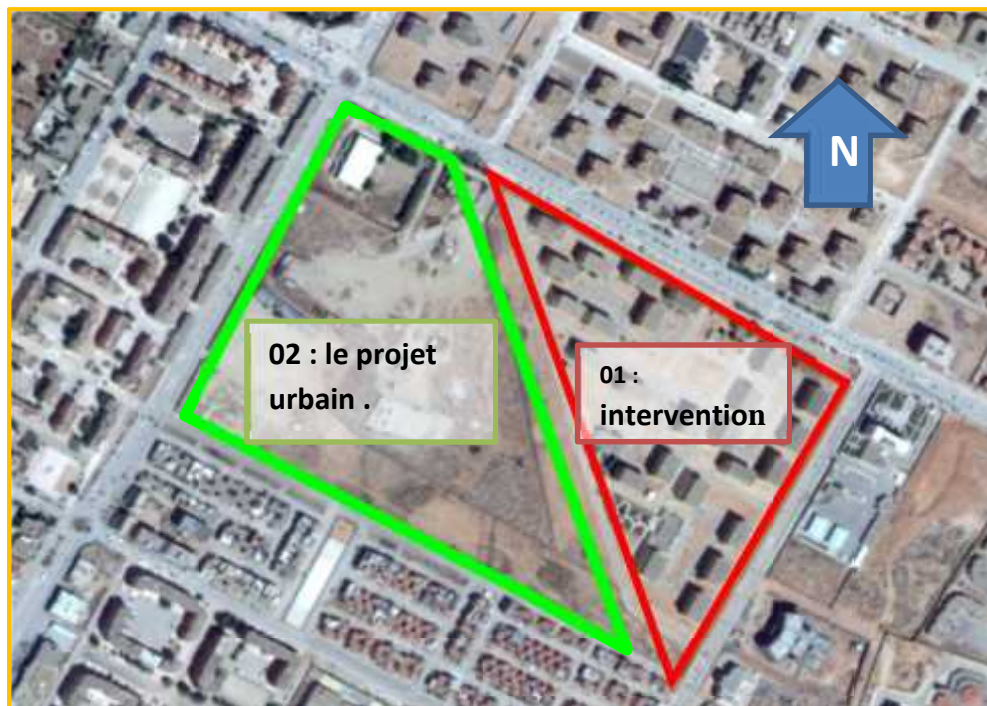 N
02 : le projet
urbain .
01 :
intervention